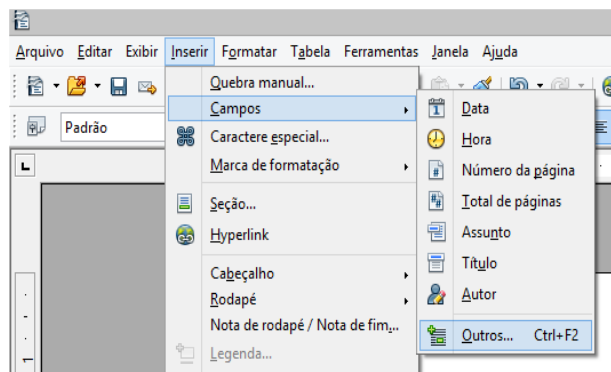 Arquivo Editar Exibir Inserir Formatar Tabela Ferramentas Janela Ajuda
Padrão
Quebra manual...
Campos
Caractere especial...
Marca de formatação
Seção...
Hyperlink
Cabeçalho
Rodapé
Nota de rodapé / Nota de fim...
Legenda...
Data
Hora
Número da página
Total de páginas
Assunto
Título
Autor
Outros... Ctrl+F2
1